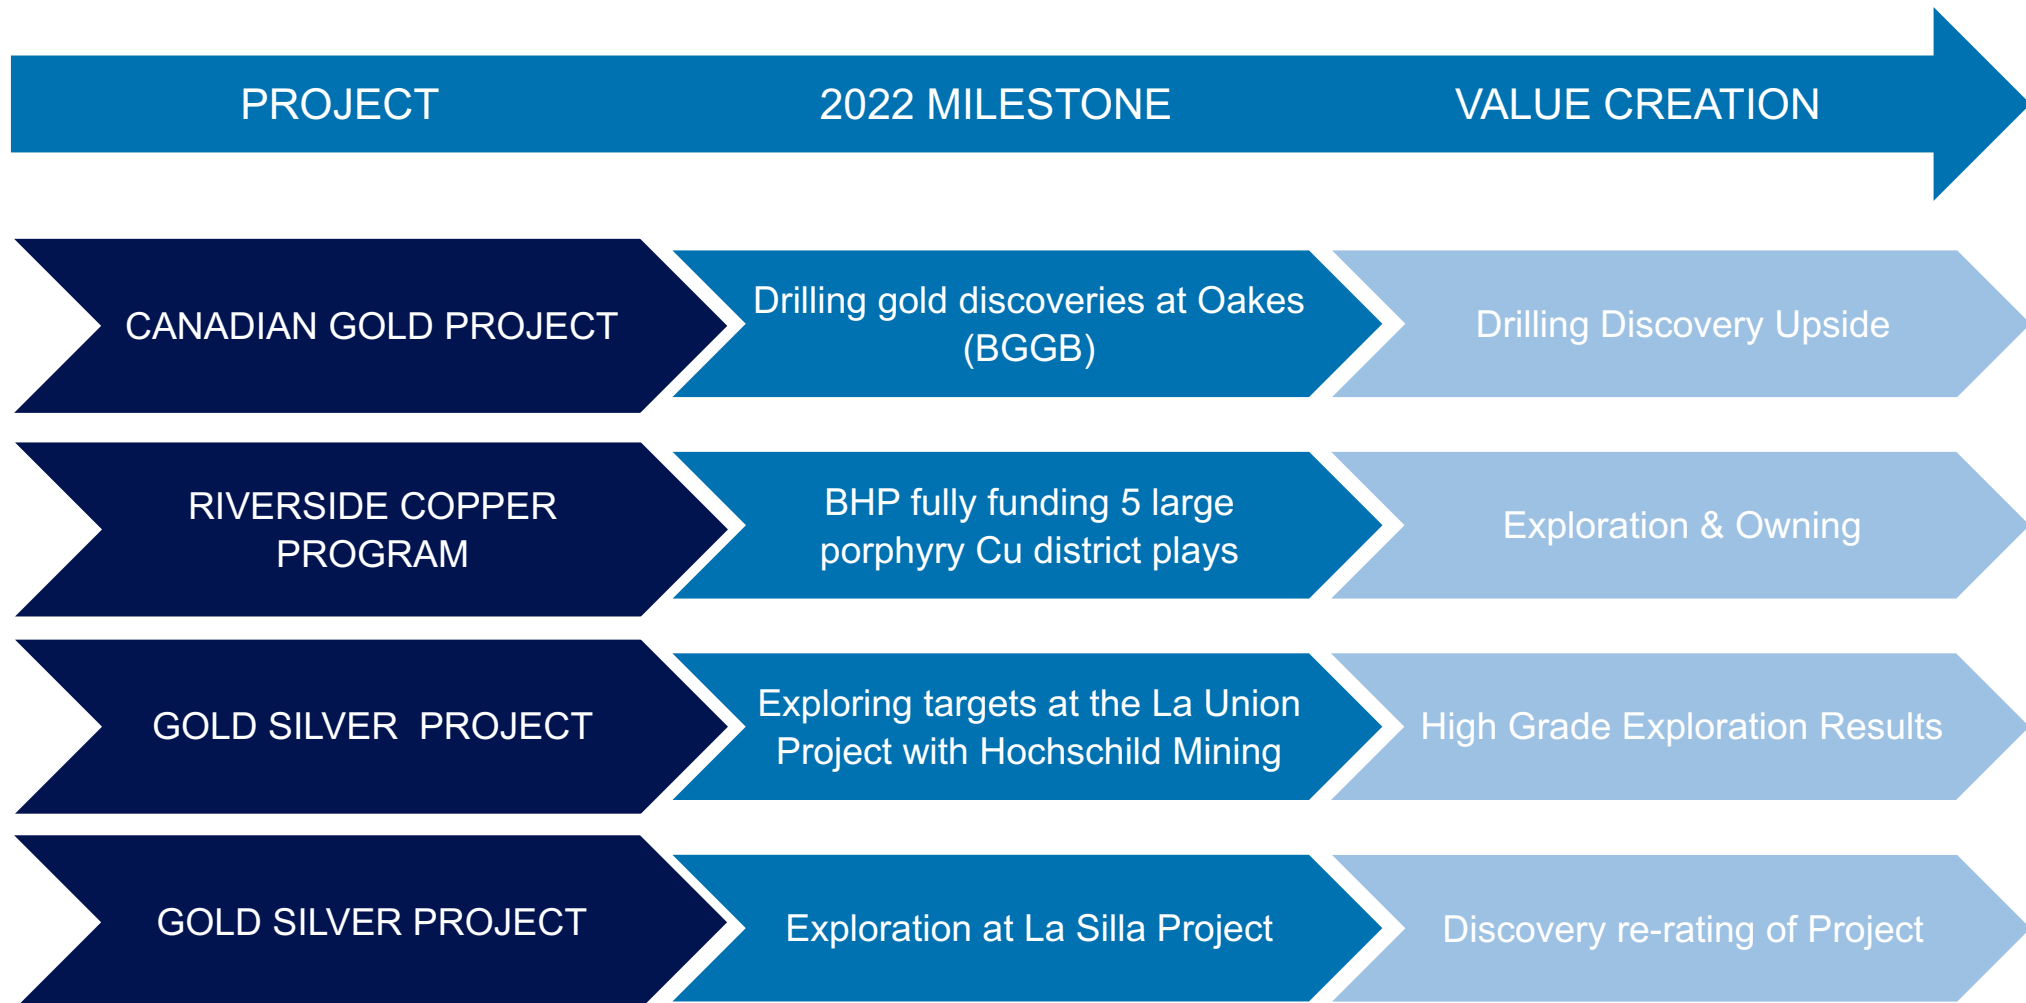 PROJECT 2022 MILESTONE VALUE CREATION
CANADIAN GOLD PROJECT
Drilling gold discoveries at Oakes
(BGGB)
Drilling Discovery Upside
RIVERSIDE COPPER
PROGRAM
BHP fully funding 5 large
porphyry Cu district plays
Exploration & Owning
GOLD SILVER  PROJECT
Exploring targets at the La Union
Project with Hochschild Mining
High Grade Exploration Results
GOLD SILVER PROJECT
Exploration at La Silla Project
Discovery re-rating of Project